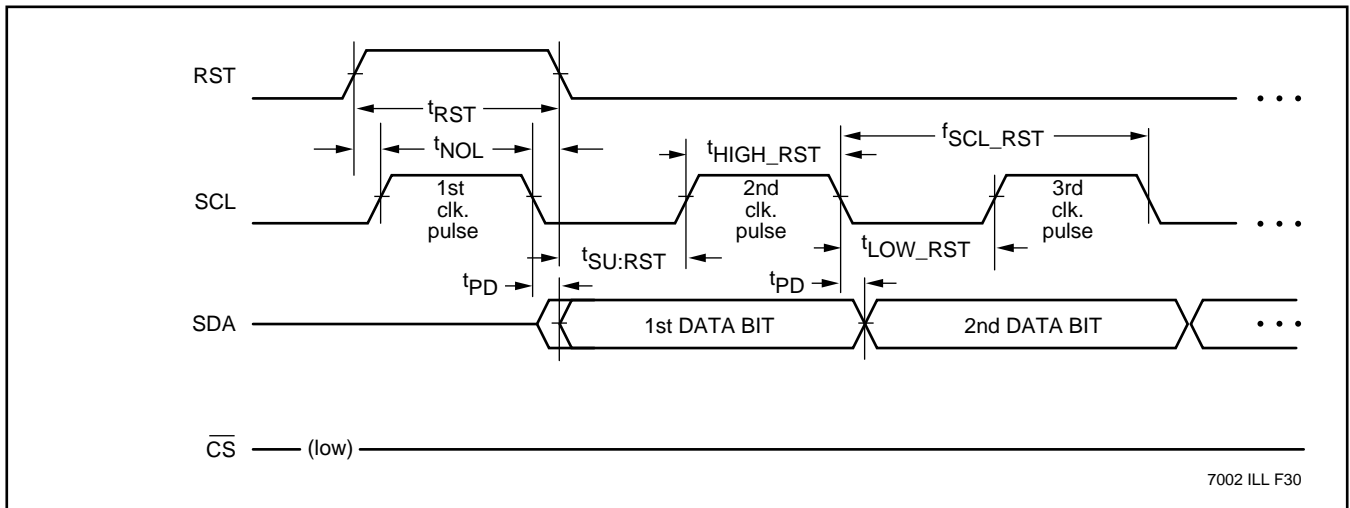 RST
. . .
tRST
fSCL_RST
tNOL
tHIGH_RST
SCL
1st
clk.
pulse
2nd
clk.
pulse
3rd
clk.
pulse
. . .
tSU:RST
tLOW_RST
tPD
tPD
SDA
1st DATA BIT
2nd DATA BIT
. . .
CS
(low)
7002 ILL F30